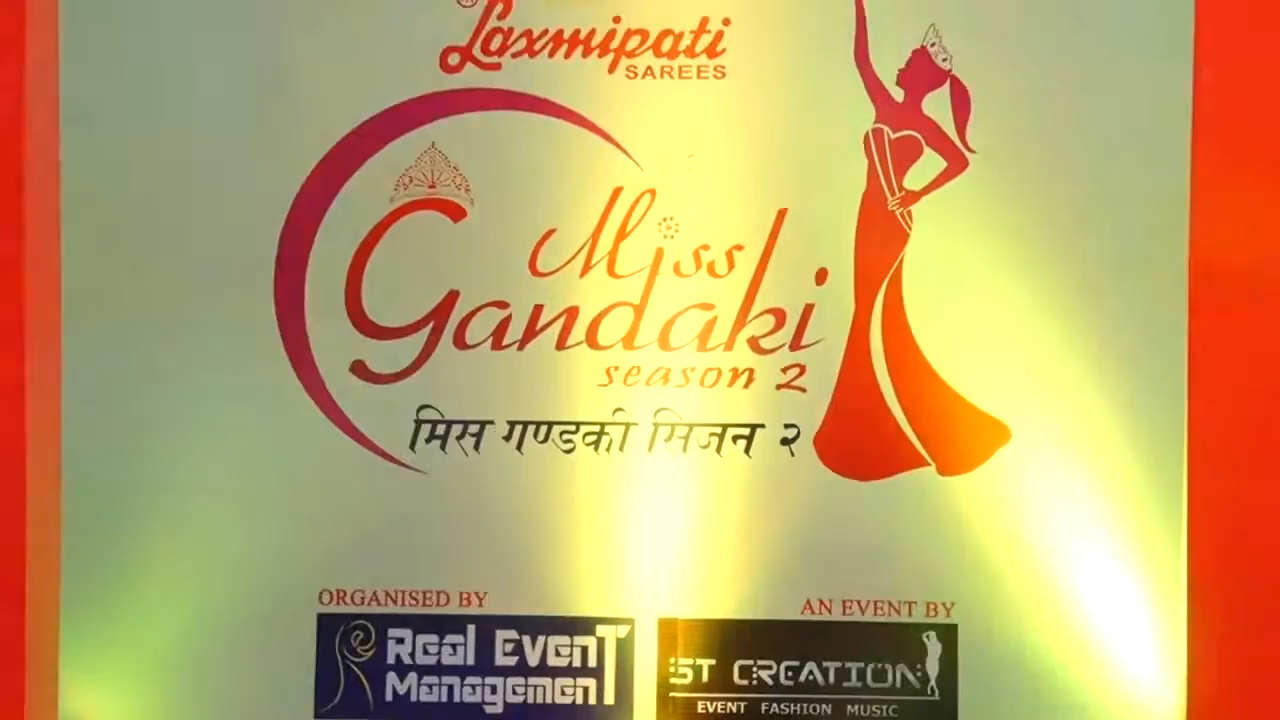 Laxmipati
SAREES
Miss
Gandaki
season 2
मिस गण्डकी सिजन २
ORGANISED BY
Real Event
Management
AN EVENT BY
ST CREATION
EVENT FASHION MUSIC